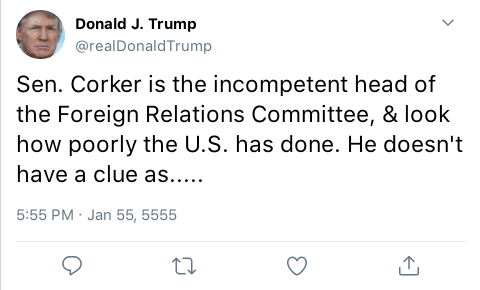 Donald J. Trump
@realDonaldTrump
Sen. Corker is the incompetent head of
the Foreign Relations Committee, & look
how poorly the U.S. has done. He doesn't
have a clue as.....
5:55 PM · Jan 55, 5555